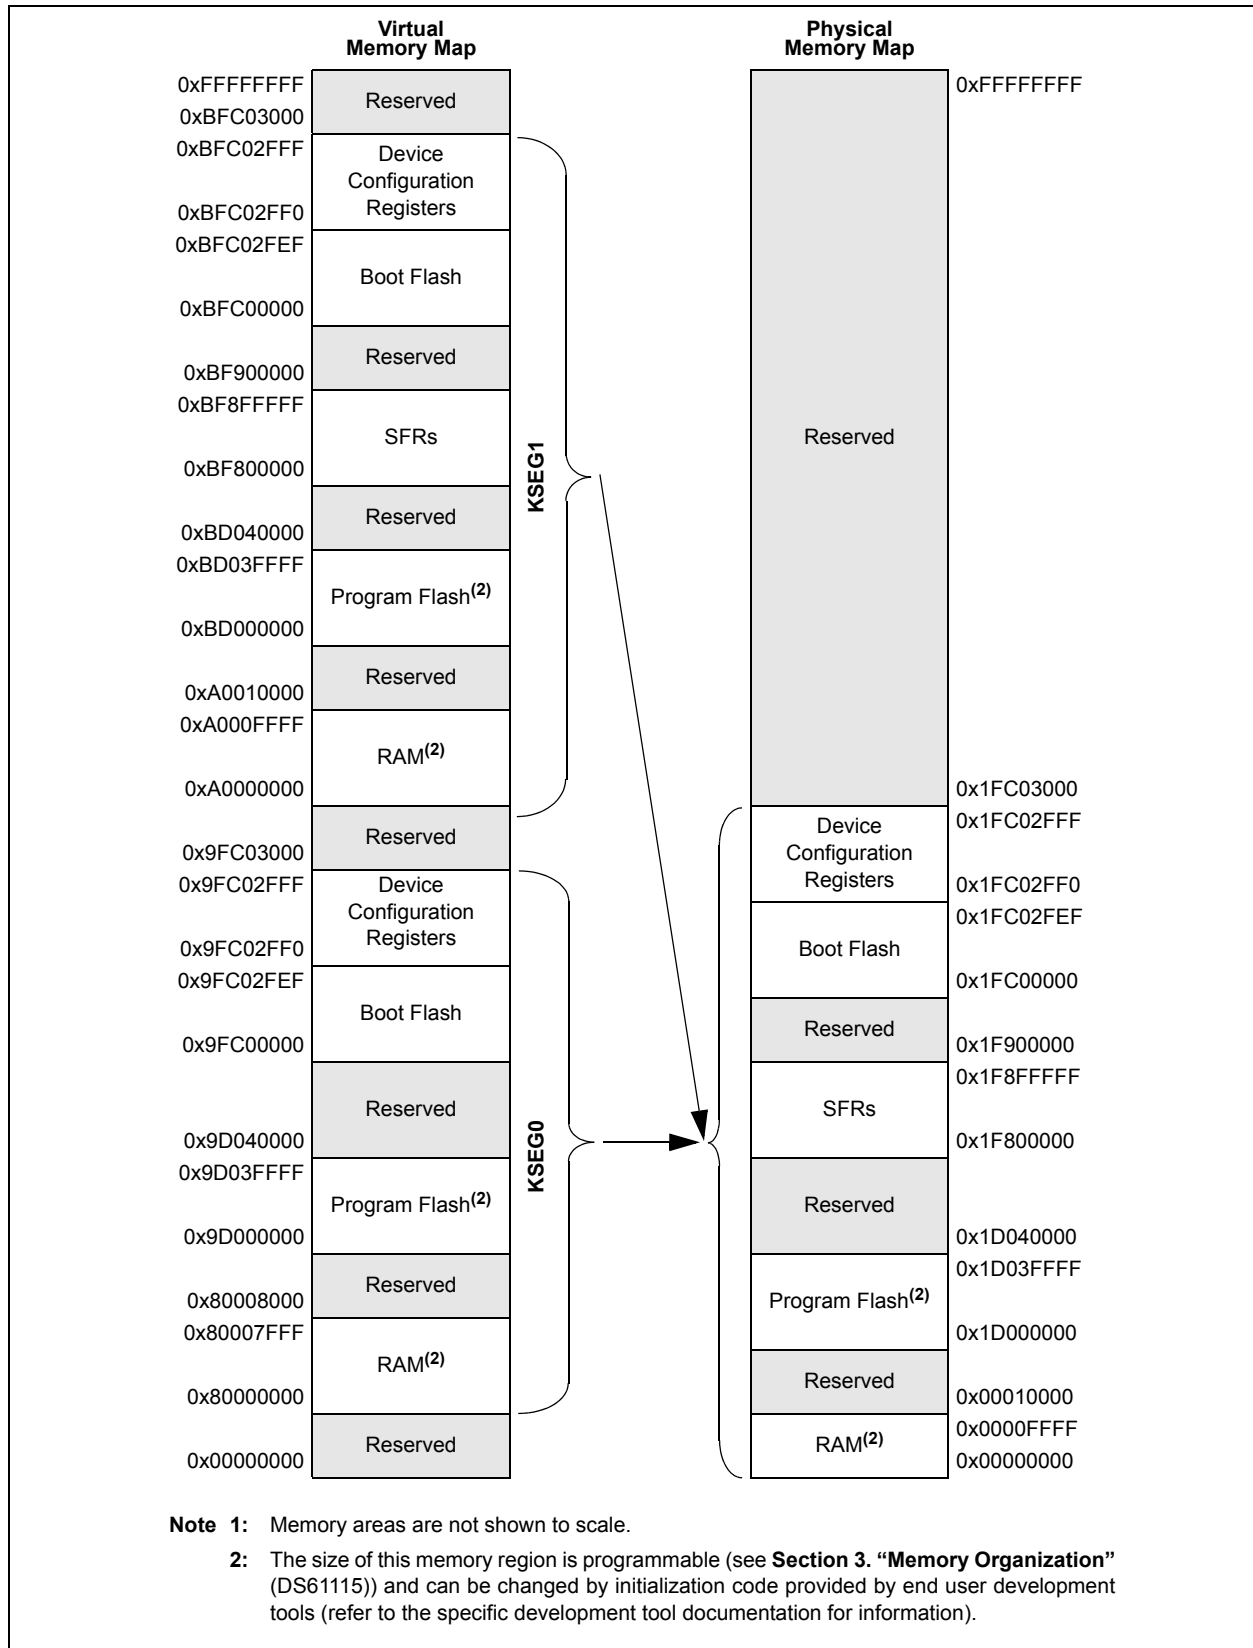 Virtual
Memory Map
0xFFFFFFFF
Reserved
0xBFC03000
0xBFC02FFF
Device
Configuration
Registers
0xBFC02FF0
0xBFC02FEF
Boot Flash
0xBFC00000
Reserved
0xBF900000
0xBF8FFFFF
SFRs
0xBF800000
Reserved
0xBD040000
0xBD03FFFF
Program Flash(2)
0xBD000000
Reserved
0xA0010000
0xA000FFFF
RAM(2)
0xA0000000
Reserved
0x9FC03000
0x9FC02FFF
Device
Configuration
Registers
0x9FC02FF0
0x9FC02FEF
Boot Flash
0x9FC00000
Reserved
0x9D040000
0x9D03FFFF
Program Flash(2)
0x9D000000
Reserved
0x80008000
0x80007FFF
RAM(2)
0x80000000
Reserved
0x00000000
KSEG1
KSEG0
Physical
Memory Map
0xFFFFFFFF
Reserved
0x1FC03000
0x1FC02FFF
Device
Configuration
Registers
0x1FC02FF0
0x1FC02FEF
Boot Flash
0x1FC00000
Reserved
0x1F900000
0x1F8FFFFF
SFRs
0x1F800000
Reserved
0x1D040000
0x1D03FFFF
Program Flash(2)
0x1D000000
Reserved
0x00010000
0x0000FFFF
RAM(2)
0x00000000
Note 1: Memory areas are not shown to scale.
2: The size of this memory region is programmable (see Section 3. “Memory Organization”
(DS61115)) and can be changed by initialization code provided by end user development
tools (refer to the specific development tool documentation for information).